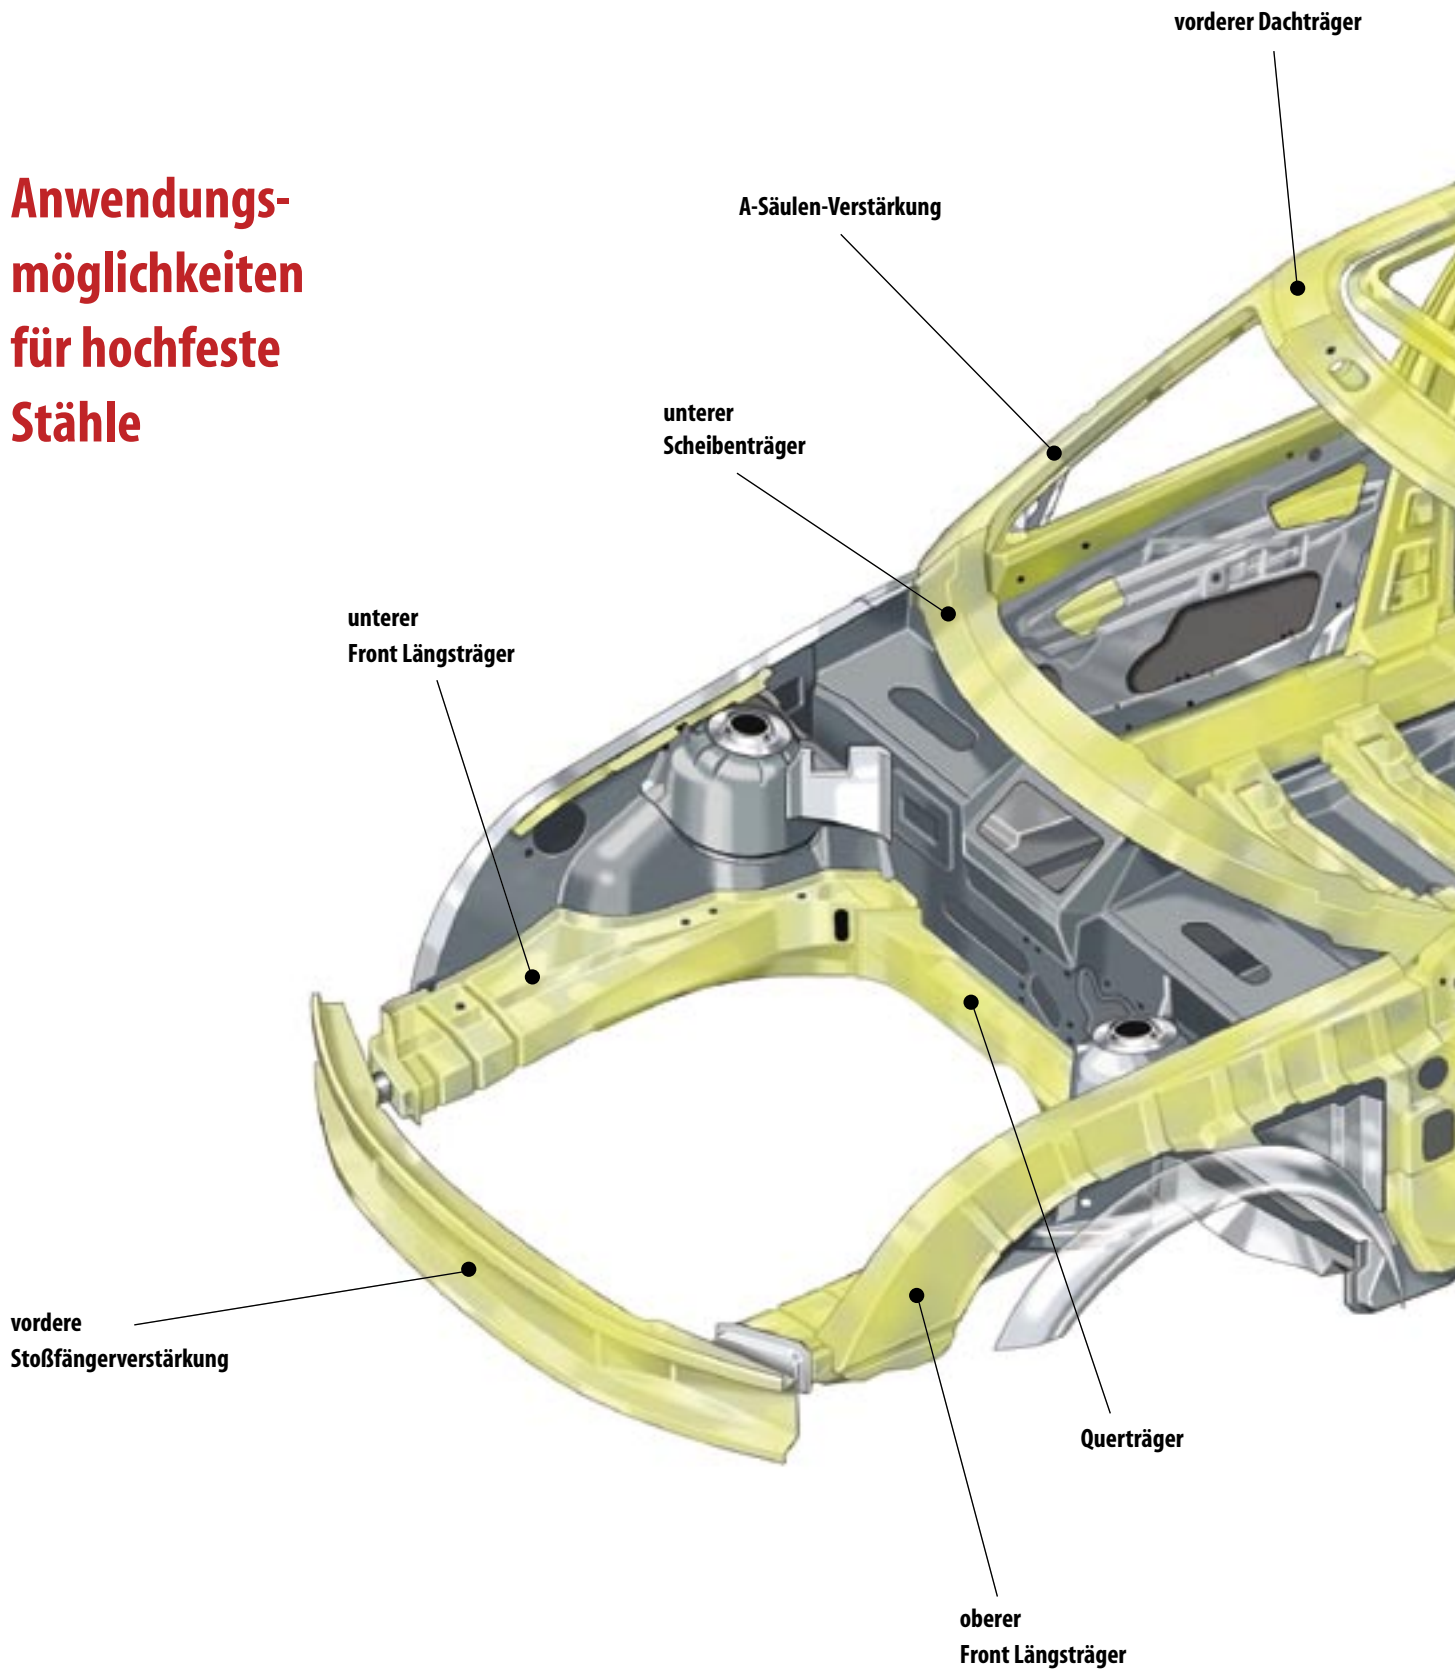 vorderer Dachträger
Anwendungs-
möglichkeiten
für hochfeste
Stähle
A-Säulen-Verstärkung
unterer
Scheibenträger
unterer
Front Längsträger
vordere
Stoßfängerverstärkung
Querträger
oberer
Front Längsträger